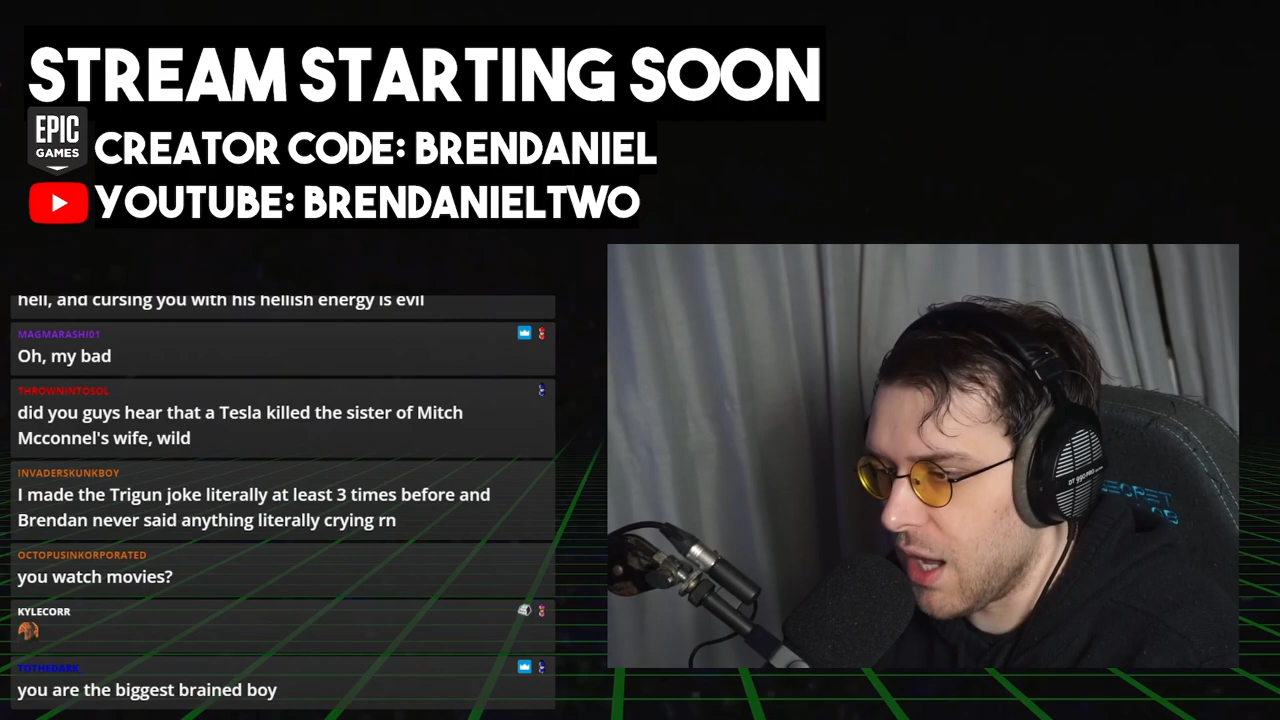 STREAM STARTING SOON
EPIC
GAMES
CREATOR CODE: BRENDANIEL
YOUTUBE: BRENDANIELTWO
hell, and cursing you with his hellish energy is evil
MAGMARASHI01
Oh, my bad
THROWNINTOSOL
did you guys hear that a Tesla killed the sister of Mitch
Mcconnel's wife, wild
INVADERSKUNKBOY
I made the Trigun joke literally at least 3 times before and
Brendan never said anything literally crying rn
OCTOPUSINKORPORATED
you watch movies?
KYLECORR
TOTHEDARK
you are the biggest brained boy
DT 990 PRO
SECRET
LAB